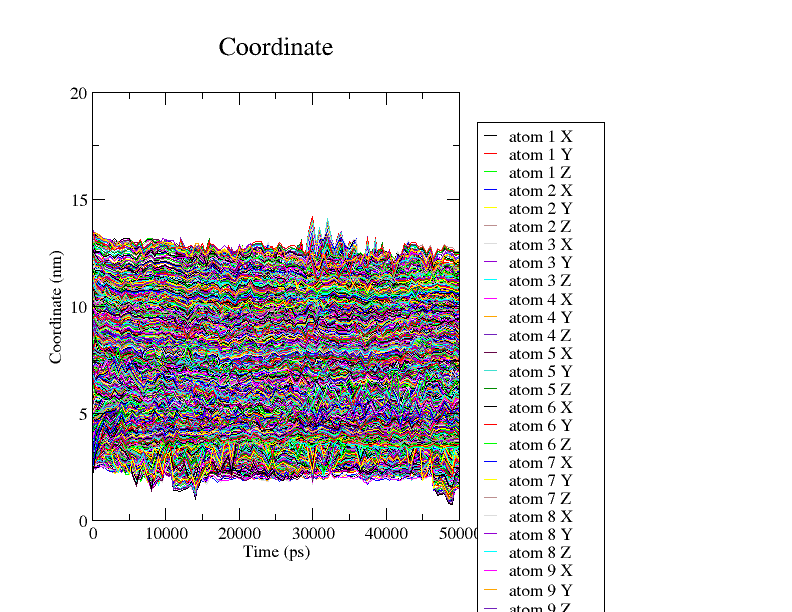 Coordinate
20
15
10
5
0
Coordinate (nm)
0 10000 20000 30000 40000 50000
Time (ps)
atom 1 X
atom 1 Y
atom 1 Z
atom 2 X
atom 2 Y
atom 2 Z
atom 3 X
atom 3 Y
atom 3 Z
atom 4 X
atom 4 Y
atom 4 Z
atom 5 X
atom 5 Y
atom 5 Z
atom 6 X
atom 6 Y
atom 6 Z
atom 7 X
atom 7 Y
atom 7 Z
atom 8 X
atom 8 Y
atom 8 Z
atom 9 X
atom 9 Y
atom 9 Z